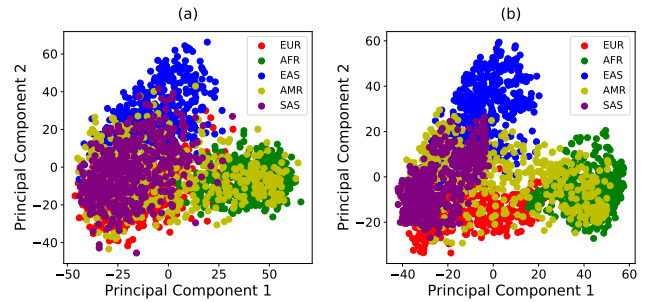 (a)
Principal Component 2
60
40
20
0
−20
−40
−50
−25
0
25
50
Principal Component 1
EUR
AFR
EAS
AMR
SAS
(b)
Principal Component 2
60
40
20
0
−20
−40
−20
0
20
40
60
Principal Component 1
EUR
AFR
EAS
AMR
SAS